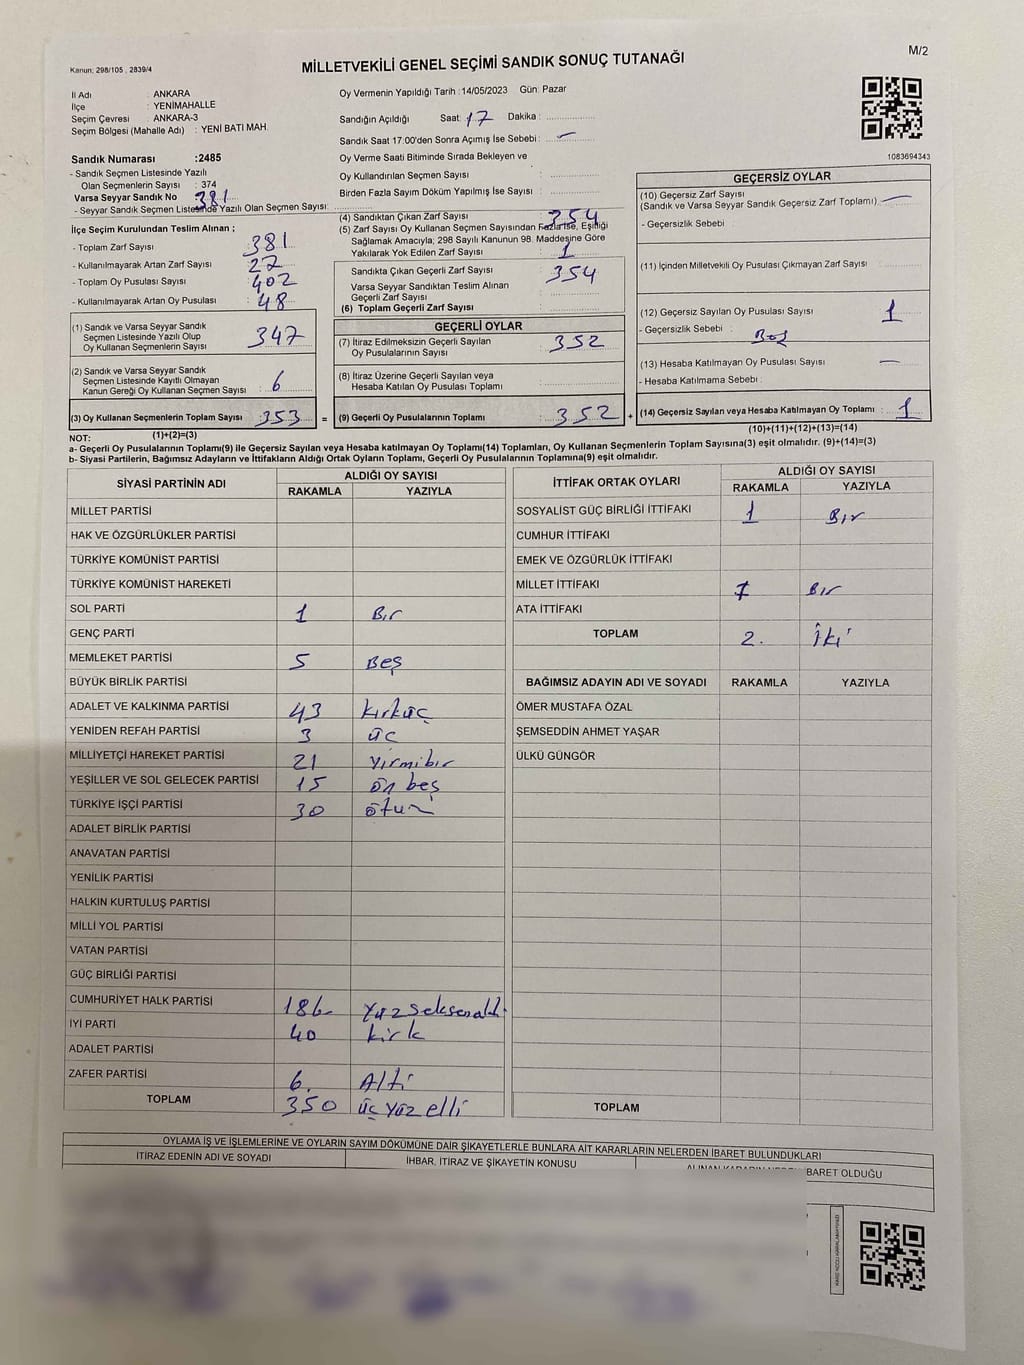 Kanun: 298/105 , 2839/4
MİLLETVEKİLİ GENEL SEÇİMİ SANDIK SONUÇ TUTANAĞI
M/2
İl Adı : ANKARA
İlçe : YENİMAHALLE
Seçim Çevresi : ANKARA-3
Seçim Bölgesi (Mahalle Adı) : YENİ BATI MAH.
Sandık Numarası :2485
- Sandık Seçmen Listesinde Yazılı
Olan Seçmenlerin Sayısı : 374
Varsa Seyyar Sandık No
381
- Seyyar Sandık Seçmen Listesinde Yazılı Olan Seçmen Sayısı:
İlçe Seçim Kurulundan Teslim Alınan ;
- Toplam Zarf Sayısı : 381
- Kullanılmayarak Artan Zarf Sayısı : 27
- Toplam Oy Pusulası Sayısı : 402
- Kullanılmayarak Artan Oy Pusulası : 48
(1) Sandık ve Varsa Seyyar Sandık
Seçmen Listesinde Yazılı Olup
Oy Kullanan Seçmenlerin Sayısı : 347
(2) Sandık ve Varsa Seyyar Sandık
Seçmen Listesinde Kayıtlı Olmayan
Kanun Gereği Oy Kullanan Seçmen Sayısı : 6
(3) Oy Kullanan Seçmenlerin Toplam Sayısı : 353 =
Oy Vermenin Yapıldığı Tarih :14/05/2023 Gün: Pazar
Sandığın Açıldığı Saat: 17 Dakika :
Sandık Saat 17:00'den Sonra Açılmış İse Sebebi : —
Oy Verme Saati Bitiminde Sırada Bekleyen ve
Oy Kullandırılan Seçmen Sayısı :
Birden Fazla Sayım Döküm Yapılmış İse Sayısı :
(4) Sandıktan Çıkan Zarf Sayısı : 354
(5) Zarf Sayısı Oy Kullanan Seçmen Sayısından Fazla İse, Eşitliği
Sağlamak Amacıyla, 298 Sayılı Kanunun 98. Maddesine Göre
Yakılarak Yok Edilen Zarf Sayısı : 1
Sandıkta Çıkan Geçerli Zarf Sayısı : 354
Varsa Seyyar Sandıktan Teslim Alınan
Geçerli Zarf Sayısı :
(6) Toplam Geçerli Zarf Sayısı :
GEÇERLİ OYLAR
(7) İtiraz Edilmeksizin Geçerli Sayılan
Oy Pusulalarının Sayısı : 352
(8) İtiraz Üzerine Geçerli Sayılan veya
Hesaba Katılan Oy Pusulası Toplamı :
(9) Geçerli Oy Pusulalarının Toplamı : 352 +
1083694343
GEÇERSİZ OYLAR
(10) Geçersiz Zarf Sayısı
(Sandık ve Varsa Seyyar Sandık Geçersiz Zarf Toplamı) : —
- Geçersizlik Sebebi :
(11) İçinden Milletvekili Oy Pusulası Çıkmayan Zarf Sayısı :
(12) Geçersiz Sayılan Oy Pusulası Sayısı : 1
- Geçersizlik Sebebi : Boş
(13) Hesaba Katılmayan Oy Pusulası Sayısı : —
- Hesaba Katılmama Sebebi :
(14) Geçersiz Sayılan veya Hesaba Katılmayan Oy Toplamı : 1
(1)+(2)=(3)
(10)+(11)+(12)+(13)=(14)
NOT:
a- Geçerli Oy Pusulalarının Toplamı(9) ile Geçersiz Sayılan veya Hesaba katılmayan Oy Toplamı(14) Toplamları, Oy Kullanan Seçmenlerin Toplam Sayısına(3) eşit olmalıdır. (9)+(14)=(3)
b- Siyasi Partilerin, Bağımsız Adayların ve İttifakların Aldığı Ortak Oyların Toplamı, Geçerli Oy Pusulalarının Toplamına(9) eşit olmalıdır.
SİYASİ PARTİNİN ADI ALDIĞI OY SAYISI
RAKAMLA YAZIYLA
MİLLET PARTİSİ
HAK VE ÖZGÜRLÜKLER PARTİSİ
TÜRKİYE KOMÜNİST PARTİSİ
TÜRKİYE KOMÜNİST HAREKETİ
SOL PARTİ 1 Bir
GENÇ PARTİ
MEMLEKET PARTİSİ 5 Beş
BÜYÜK BİRLİK PARTİSİ
ADALET VE KALKINMA PARTİSİ 43 kırküç
YENİDEN REFAH PARTİSİ 3 üç
MİLLİYETÇİ HAREKET PARTİSİ 21 yirmibir
YEŞİLLER VE SOL GELECEK PARTİSİ 15 ön beş
TÜRKİYE İŞÇİ PARTİSİ 30 ötuz
ADALET BİRLİK PARTİSİ
ANAVATAN PARTİSİ
YENİLİK PARTİSİ
HALKIN KURTULUŞ PARTİSİ
MİLLİ YOL PARTİSİ
VATAN PARTİSİ
GÜÇ BİRLİĞİ PARTİSİ
CUMHURİYET HALK PARTİSİ 186 yüzseksenaltı
İYİ PARTİ 40 kirk
ADALET PARTİSİ
ZAFER PARTİSİ 6 Alti
TOPLAM 350 üç yüz elli
İTTİFAK ORTAK OYLARI ALDIĞI OY SAYISI
RAKAMLA YAZIYLA
SOSYALİST GÜÇ BİRLİĞİ İTTİFAKI 1 Bir
CUMHUR İTTİFAKI
EMEK VE ÖZGÜRLÜK İTTİFAKI
MİLLET İTTİFAKI 1 Bir
ATA İTTİFAKI
TOPLAM 2. İki
BAĞIMSIZ ADAYIN ADI VE SOYADI RAKAMLA YAZIYLA
ÖMER MUSTAFA ÖZAL
ŞEMSEDDİN AHMET YAŞAR
ÜLKÜ GÜNGÖR
TOPLAM
OYLAMA İŞ VE İŞLEMLERİNE VE OYLARIN SAYIM DÖKÜMÜNE DAİR ŞİKAYETLERLE BUNLARA AİT KARARLARIN NELERDEN İBARET BULUNDUKLARI
İTİRAZ EDENİN ADI VE SOYADI İHBAR, İTİRAZ VE ŞİKAYETİN KONUSU ALINAN KARARIN NEDEN İBARET OLDUĞU